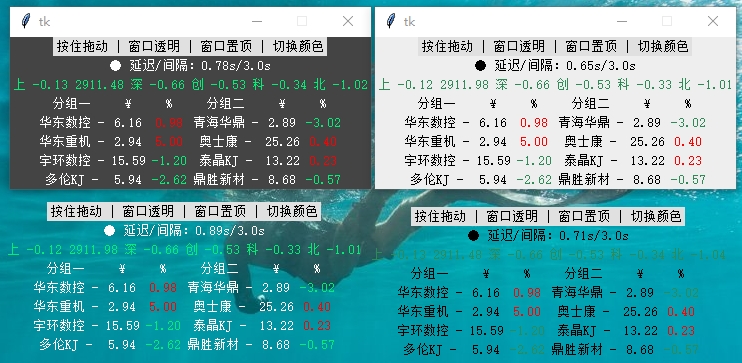 tk
按住拖动 | 窗口透明 | 窗口置顶 | 切换颜色
延迟/间隔: 0.78s/3.0s
上 -0.13 2911.48 深 -0.66 创 -0.53 科 -0.34 北 -1.02
分组一 ¥ % 分组二 ¥ %
华东数控 - 6.16 0.98 青海华鼎 - 2.89 -3.02
华东重机 - 2.94 5.00 奥士康 - 25.26 0.40
宇环数控 - 15.59 -1.20 泰晶KJ - 13.22 0.23
多伦KJ - 5.94 -2.62 鼎胜新材 - 8.68 -0.57
tk
按住拖动 | 窗口透明 | 窗口置顶 | 切换颜色
延迟/间隔: 0.65s/3.0s
上 -0.12 2911.98 深 -0.66 创 -0.53 科 -0.34 北 -1.02
分组一 ¥ % 分组二 ¥ %
华东数控 - 6.16 0.98 青海华鼎 - 2.89 -3.02
华东重机 - 2.94 5.00 奥士康 - 25.26 0.40
宇环数控 - 15.59 -1.20 泰晶KJ - 13.22 0.23
多伦KJ - 5.94 -2.62 鼎胜新材 - 8.68 -0.57
按住拖动 | 窗口透明 | 窗口置顶 | 切换颜色
延迟/间隔: 0.89s/3.0s
上 -0.12 2911.98 深 -0.66 创 -0.53 科 -0.33 北 -1.01
分组一 ¥ % 分组二 ¥ %
华东数控 - 6.16 0.98 青海华鼎 - 2.89 -3.02
华东重机 - 2.94 5.00 奥士康 - 25.26 0.40
宇环数控 - 15.59 -1.20 泰晶KJ - 13.22 0.23
多伦KJ - 5.94 -2.62 鼎胜新材 - 8.68 -0.57
按住拖动 | 窗口透明 | 窗口置顶 | 切换颜色
延迟/间隔: 0.71s/3.0s
上 -0.12 2911.48 深 -0.66 创 -0.53 科 -0.34 北 -1.04
分组一 ¥ % 分组二 ¥ %
华东数控 - 6.16 0.98 青海华鼎 - 2.89 -3.02
华东重机 - 2.94 5.00 奥士康 - 25.26 0.40
宇环数控 - 15.59 -1.20 泰晶KJ - 13.22 0.23
多伦KJ - 5.94 -2.62 鼎胜新材 - 8.68 -0.57